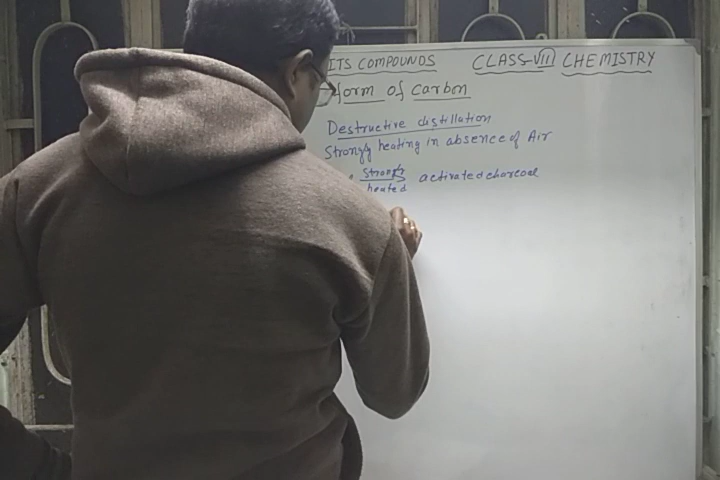 ITS COMPOUNDS CLASS-VII CHEMISTRY
form of carbon
Destructive distillation
Strongly heating in absence of Air
strongly
heated activated charcoal